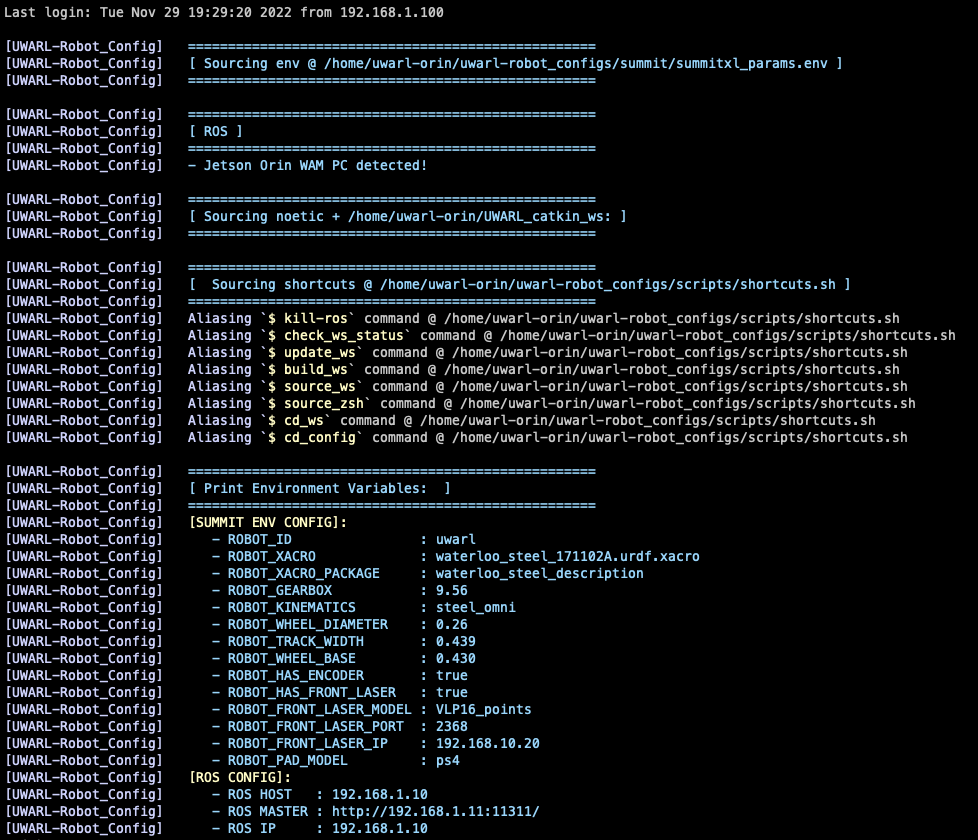 Last login: Tue Nov 29 19:29:20 2022 from 192.168.1.100
[UWARL-Robot_Config] ===================================================
[UWARL-Robot_Config] [ Sourcing env @ /home/uwarl-orin/uwarl-robot_configs/summit/summitxl_params.env ]
[UWARL-Robot_Config] ===================================================
[UWARL-Robot_Config] ===================================================
[UWARL-Robot_Config] [ ROS ]
[UWARL-Robot_Config] ===================================================
[UWARL-Robot_Config] - Jetson Orin WAM PC detected!
[UWARL-Robot_Config] ===================================================
[UWARL-Robot_Config] [ Sourcing noetic + /home/uwarl-orin/UWARL_catkin_ws: ]
[UWARL-Robot_Config] ===================================================
[UWARL-Robot_Config] ===================================================
[UWARL-Robot_Config] [  Sourcing shortcuts @ /home/uwarl-orin/uwarl-robot_configs/scripts/shortcuts.sh ]
[UWARL-Robot_Config] ===================================================
[UWARL-Robot_Config] Aliasing `$ kill-ros` command @ /home/uwarl-orin/uwarl-robot_configs/scripts/shortcuts.sh
[UWARL-Robot_Config] Aliasing `$ check_ws_status` command @ /home/uwarl-orin/uwarl-robot_configs/scripts/shortcuts.sh
[UWARL-Robot_Config] Aliasing `$ update_ws` command @ /home/uwarl-orin/uwarl-robot_configs/scripts/shortcuts.sh
[UWARL-Robot_Config] Aliasing `$ build_ws` command @ /home/uwarl-orin/uwarl-robot_configs/scripts/shortcuts.sh
[UWARL-Robot_Config] Aliasing `$ source_ws` command @ /home/uwarl-orin/uwarl-robot_configs/scripts/shortcuts.sh
[UWARL-Robot_Config] Aliasing `$ source_zsh` command @ /home/uwarl-orin/uwarl-robot_configs/scripts/shortcuts.sh
[UWARL-Robot_Config] Aliasing `$ cd_ws` command @ /home/uwarl-orin/uwarl-robot_configs/scripts/shortcuts.sh
[UWARL-Robot_Config] Aliasing `$ cd_config` command @ /home/uwarl-orin/uwarl-robot_configs/scripts/shortcuts.sh
[UWARL-Robot_Config] ===================================================
[UWARL-Robot_Config] [ Print Environment Variables:  ]
[UWARL-Robot_Config] ===================================================
[UWARL-Robot_Config] [SUMMIT ENV CONFIG]:
[UWARL-Robot_Config] - ROBOT_ID : uwarl
[UWARL-Robot_Config] - ROBOT_XACRO : waterloo_steel_171102A.urdf.xacro
[UWARL-Robot_Config] - ROBOT_XACRO_PACKAGE : waterloo_steel_description
[UWARL-Robot_Config] - ROBOT_GEARBOX : 9.56
[UWARL-Robot_Config] - ROBOT_KINEMATICS : steel_omni
[UWARL-Robot_Config] - ROBOT_WHEEL_DIAMETER : 0.26
[UWARL-Robot_Config] - ROBOT_TRACK_WIDTH : 0.439
[UWARL-Robot_Config] - ROBOT_WHEEL_BASE : 0.430
[UWARL-Robot_Config] - ROBOT_HAS_ENCODER : true
[UWARL-Robot_Config] - ROBOT_HAS_FRONT_LASER : true
[UWARL-Robot_Config] - ROBOT_FRONT_LASER_MODEL : VLP16_points
[UWARL-Robot_Config] - ROBOT_FRONT_LASER_PORT : 2368
[UWARL-Robot_Config] - ROBOT_FRONT_LASER_IP : 192.168.10.20
[UWARL-Robot_Config] - ROBOT_PAD_MODEL : ps4
[UWARL-Robot_Config] [ROS CONFIG]:
[UWARL-Robot_Config] - ROS HOST : 192.168.1.10
[UWARL-Robot_Config] - ROS MASTER : http://192.168.1.11:11311/
[UWARL-Robot_Config] - ROS IP : 192.168.1.10